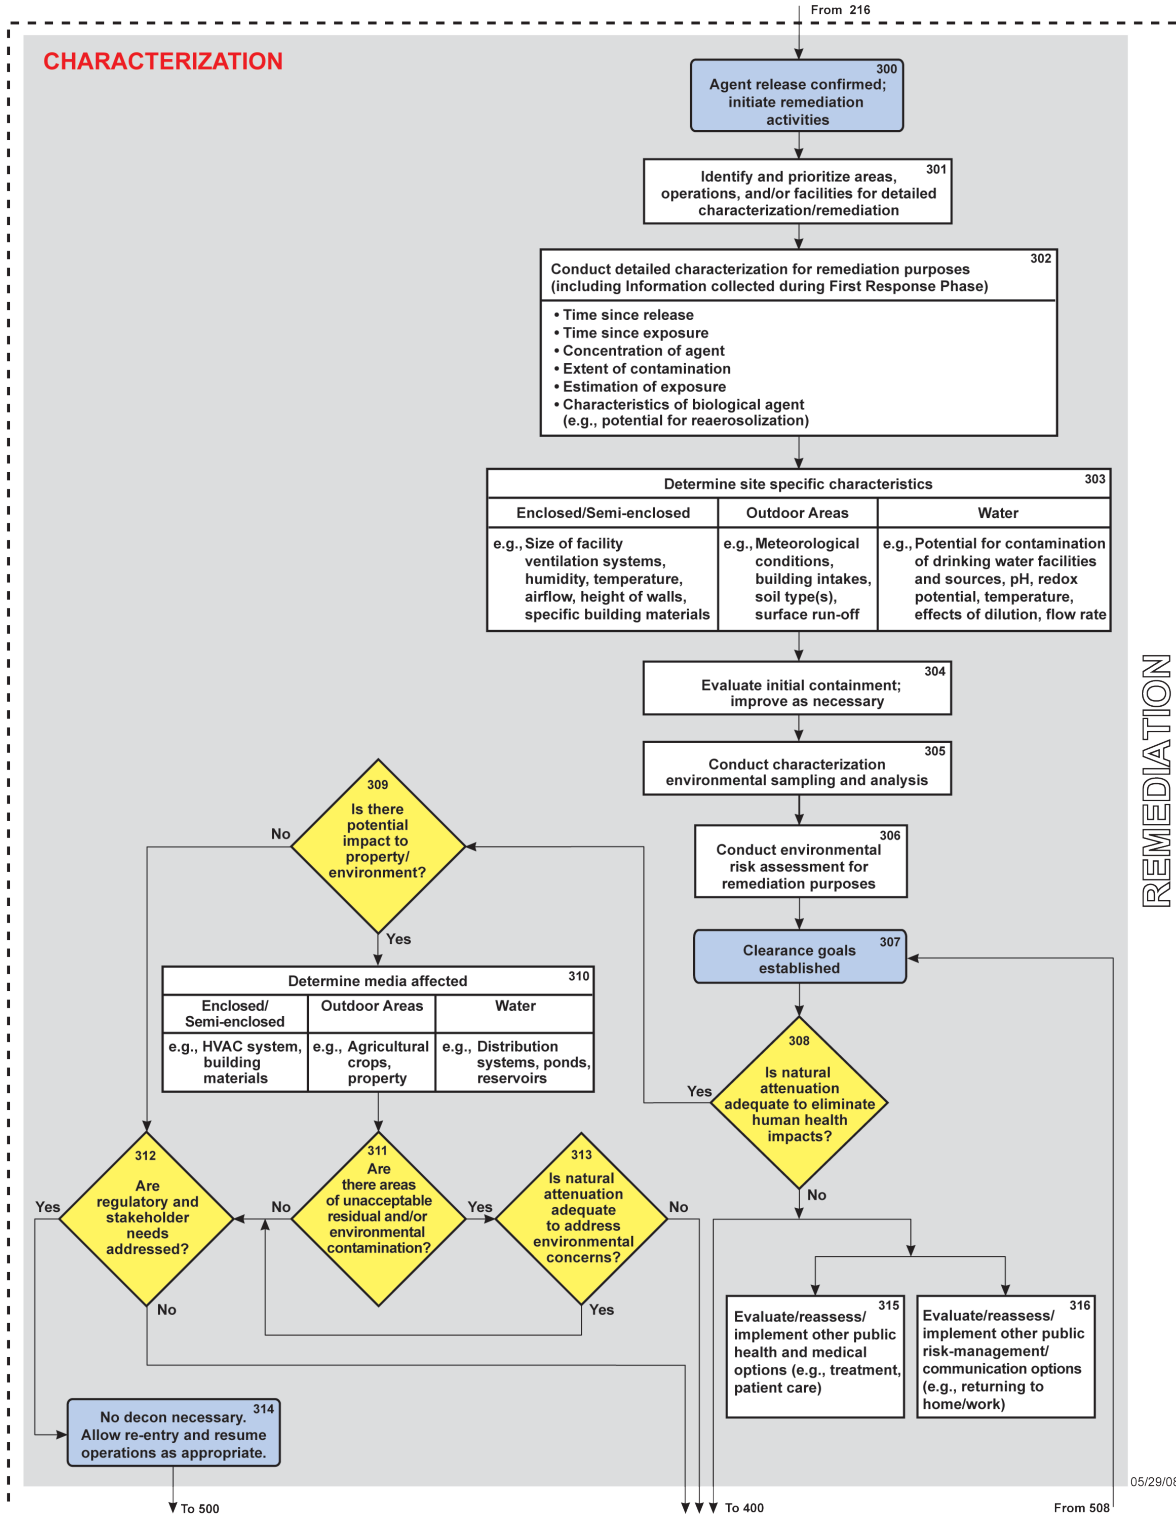 From 216
CHARACTERIZATION
300
Agent release confirmed;
initiate remediation
activities
301
Identify and prioritize areas,
operations, and/or facilities for detailed
characterization/remediation
302
Conduct detailed characterization for remediation purposes
(including Information collected during First Response Phase)
• Time since release
• Time since exposure
• Concentration of agent
• Extent of contamination
• Estimation of exposure
• Characteristics of biological agent
(e.g., potential for reaerosolization)
303
Determine site specific characteristics
Enclosed/Semi-enclosed
e.g., Size of facility
ventilation systems,
humidity, temperature,
airflow, height of walls,
specific building materials
Outdoor Areas
e.g., Meteorological
conditions,
building intakes,
soil type(s),
surface run-off
Water
e.g., Potential for contamination
of drinking water facilities
and sources, pH, redox
potential, temperature,
effects of dilution, flow rate
304
Evaluate initial containment;
improve as necessary
305
Conduct characterization
environmental sampling and analysis
306
Conduct environmental
risk assessment for
remediation purposes
307
Clearance goals
established
308
Is natural
attenuation
adequate to eliminate
human health
impacts?
Yes
No
309
Is there
potential
impact to
property/
environment?
No
Yes
310
Determine media affected
Enclosed/
Semi-enclosed
e.g., HVAC system,
building
materials
Outdoor Areas
e.g., Agricultural
crops,
property
Water
e.g., Distribution
systems, ponds,
reservoirs
311
Are
there areas
of unacceptable
residual and/or
environmental
contamination?
No
Yes
312
Are
regulatory and
stakeholder
needs
addressed?
Yes
No
313
Is natural
attenuation
adequate
to address
environmental
concerns?
No
Yes
314
No decon necessary.
Allow re-entry and resume
operations as appropriate.
315
Evaluate/reassess/
implement other public
health and medical
options (e.g., treatment,
patient care)
316
Evaluate/reassess/
implement other public
risk-management/
communication options
(e.g., returning to
home/work)
To 500
To 400
From 508
REMEDIATION
05/29/08